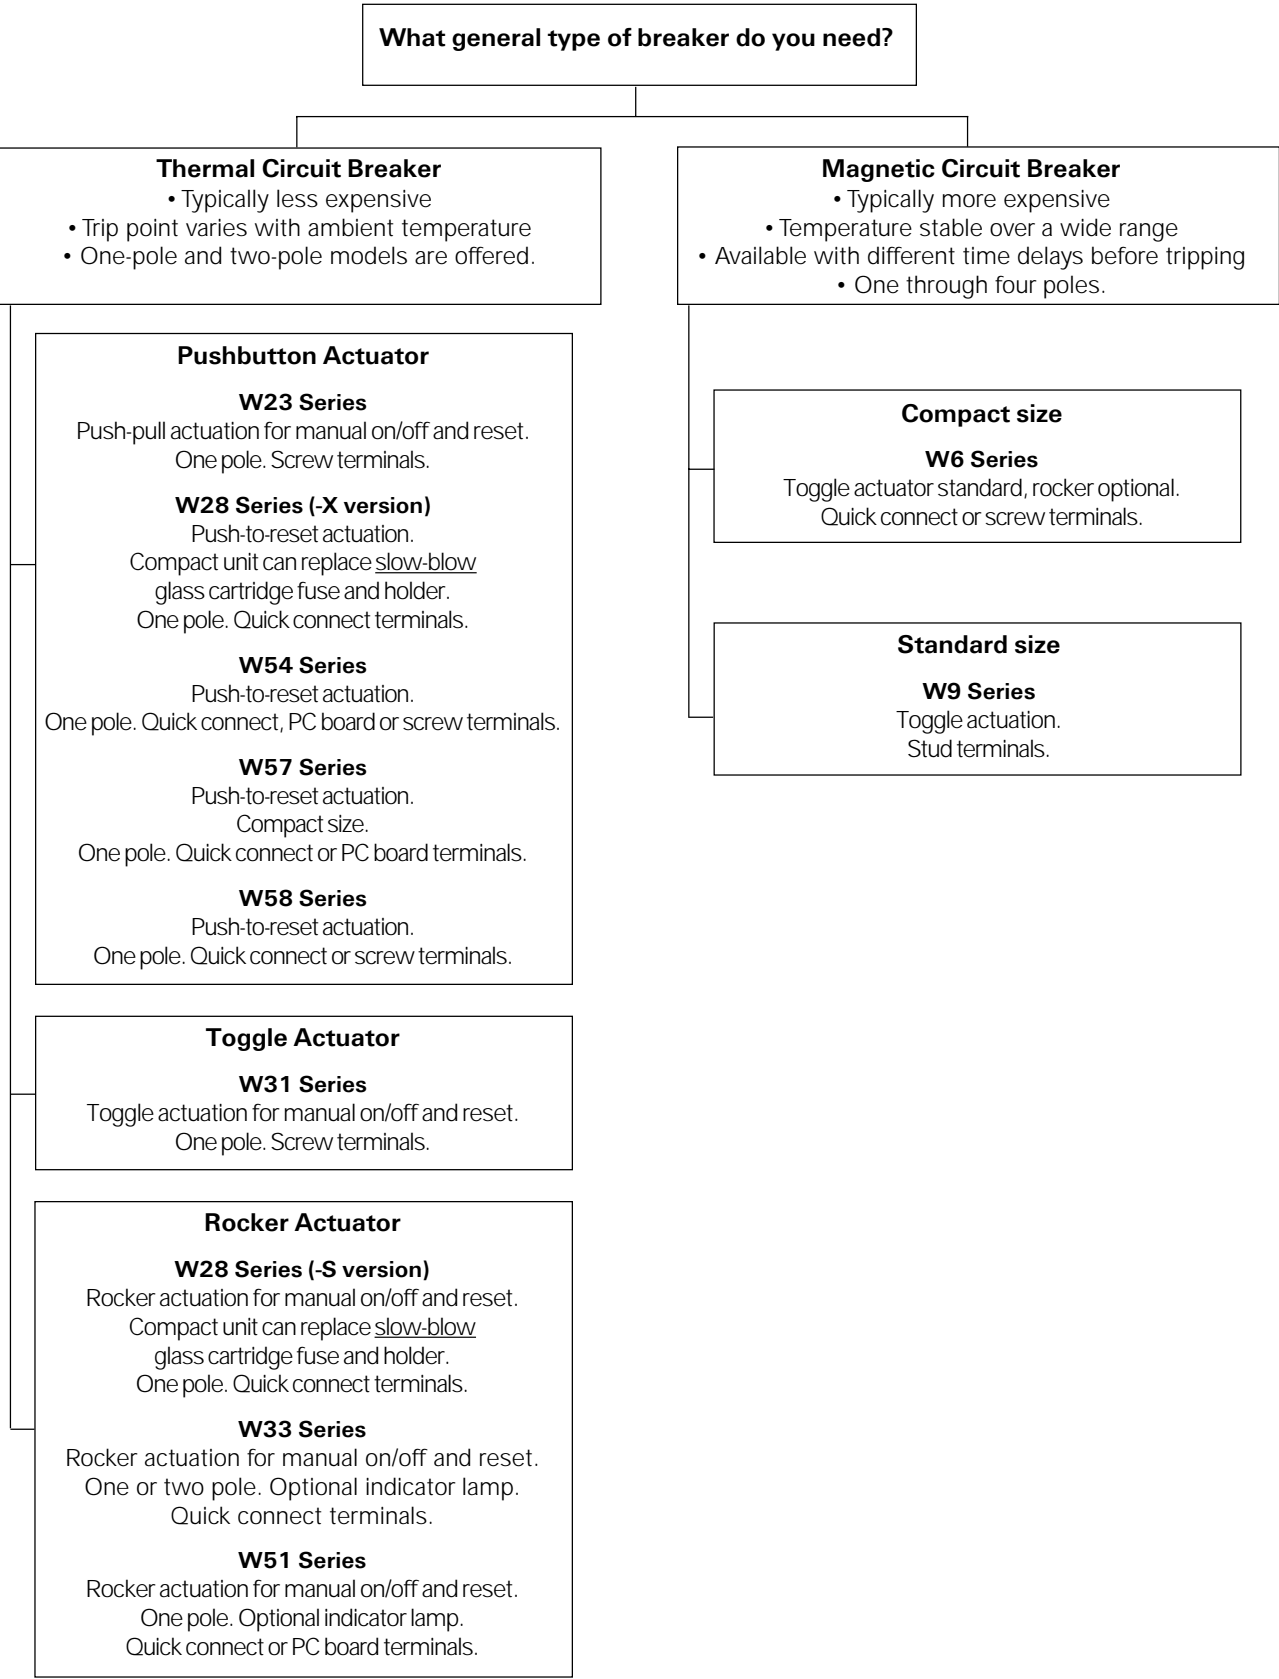 What general type of breaker do you need?
Thermal Circuit Breaker
• Typically less expensive
• Trip point varies with ambient temperature
• One-pole and two-pole models are offered.
Pushbutton Actuator
W23 Series
Push-pull actuation for manual on/off and reset.
One pole. Screw terminals.
W28 Series (-X version)
Push-to-reset actuation.
Compact unit can replace slow-blow
glass cartridge fuse and holder.
One pole. Quick connect terminals.
W54 Series
Push-to-reset actuation.
One pole. Quick connect, PC board or screw terminals.
W57 Series
Push-to-reset actuation.
Compact size.
One pole. Quick connect or PC board terminals.
W58 Series
Push-to-reset actuation.
One pole. Quick connect or screw terminals.
Toggle Actuator
W31 Series
Toggle actuation for manual on/off and reset.
One pole. Screw terminals.
Rocker Actuator
W28 Series (-S version)
Rocker actuation for manual on/off and reset.
Compact unit can replace slow-blow
glass cartridge fuse and holder.
One pole. Quick connect terminals.
W33 Series
Rocker actuation for manual on/off and reset.
One or two pole. Optional indicator lamp.
Quick connect terminals.
W51 Series
Rocker actuation for manual on/off and reset.
One pole. Optional indicator lamp.
Quick connect or PC board terminals.
Magnetic Circuit Breaker
• Typically more expensive
• Temperature stable over a wide range
• Available with different time delays before tripping
• One through four poles.
Compact size
W6 Series
Toggle actuator standard, rocker optional.
Quick connect or screw terminals.
Standard size
W9 Series
Toggle actuation.
Stud terminals.